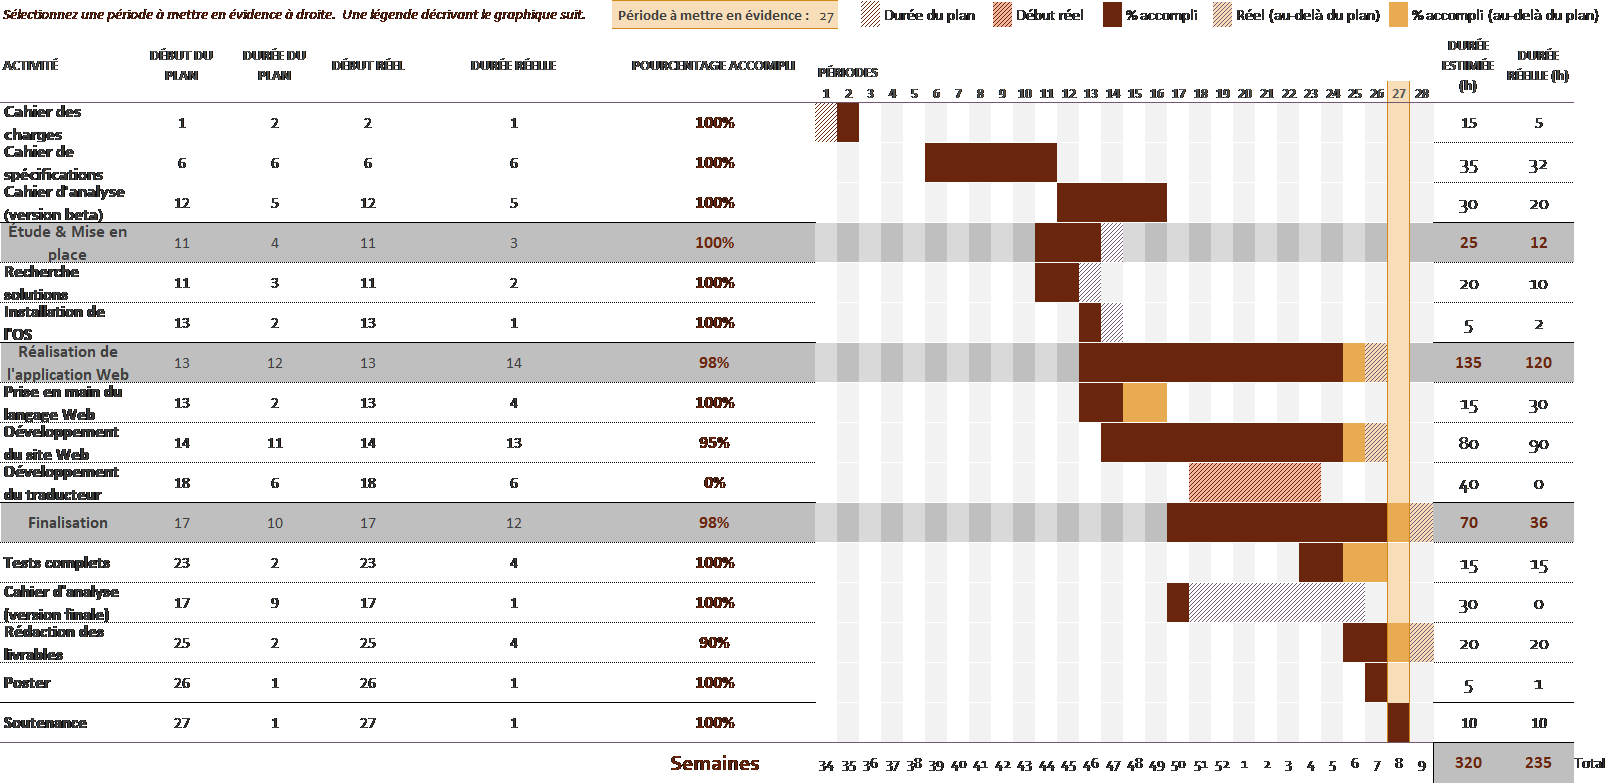 Sélectionnez une période à mettre en évidence à droite. Une légende décrivant le graphique suit.
Période à mettre en évidence : 27
Durée du plan
Début réel
% accompli
Réel (au-delà du plan)
% accompli (au-delà du plan)
ACTIVITÉ
DÉBUT DU PLAN
DURÉE DU PLAN
DÉBUT RÉEL
DURÉE RÉELLE
POURCENTAGE ACCOMPLI
PÉRIODES
DURÉE ESTIMÉE (h)
DURÉE RÉELLE (h)
1 2 3 4 5 6 7 8 9 10 11 12 13 14 15 16 17 18 19 20 21 22 23 24 25 26 27 28
Cahier des charges 1 2 2 1 100% 15 5
Cahier de spécifications 6 6 6 6 100% 35 32
Cahier d'analyse (version beta) 12 5 12 5 100% 30 20
Étude & Mise en place 11 4 11 3 100% 25 12
Recherche solutions 11 3 11 2 100% 20 10
Installation de l'OS 13 2 13 1 100% 5 2
Réalisation de l'application Web 13 12 13 14 98% 135 120
Prise en main du langage Web 13 2 13 4 100% 15 30
Développement du site Web 14 11 14 13 95% 80 90
Développement du traducteur 18 6 18 6 0% 40 0
Finalisation 17 10 17 12 98% 70 36
Tests complets 23 2 23 4 100% 15 15
Cahier d'analyse (version finale) 17 9 17 1 100% 30 0
Rédaction des livrables 25 2 25 4 90% 20 20
Poster 26 1 26 1 100% 5 1
Soutenance 27 1 27 1 100% 10 10
Semaines 34 35 36 37 38 39 40 41 42 43 44 45 46 47 48 49 50 51 52 1 2 3 4 5 6 7 8 9 320 235 Total